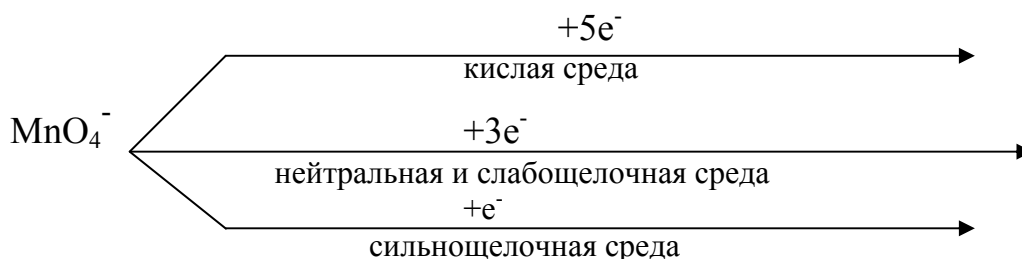 +5e⁻
кислая среда
MnO₄⁻
+3e⁻
нейтральная и слабощелочная среда
+e⁻
сильнощелочная среда